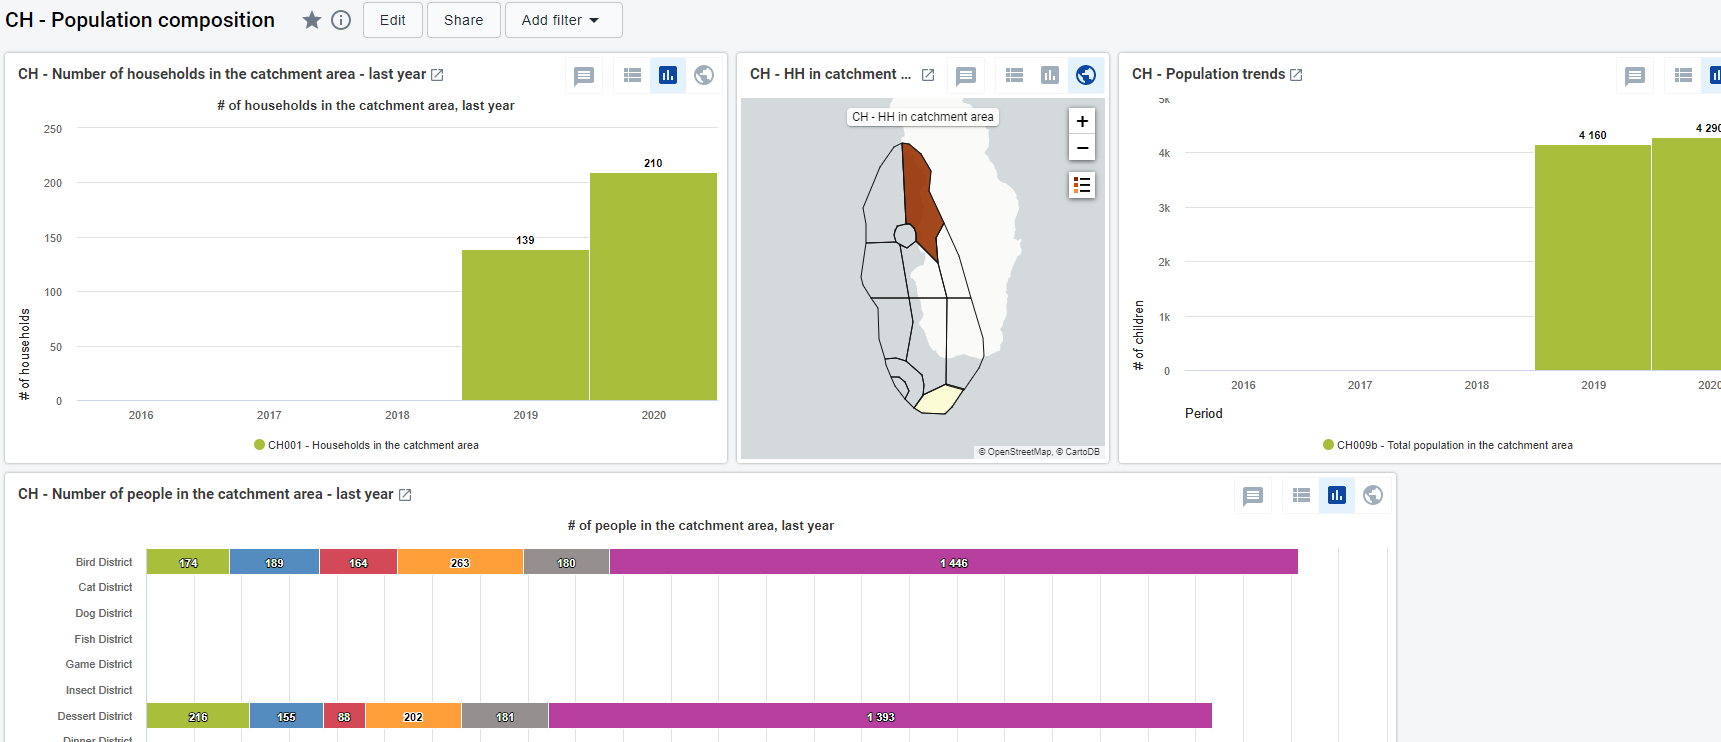 CH - Population composition
Edit
Share
Add filter
CH - Number of households in the catchment area - last year
# of households in the catchment area, last year
250
200
150
100
50
0
# of households
139
210
2016
2017
2018
2019
2020
CH001 - Households in the catchment area
CH - HH in catchment ...
CH - HH in catchment area
+
−
© OpenStreetMap, © CartoDB
CH - Population trends
5k
4k
3k
2k
1k
0
# of children
4 160
4 290
2016
2017
2018
2019
2020
Period
CH009b - Total population in the catchment area
CH - Number of people in the catchment area - last year
# of people in the catchment area, last year
Bird District
174
189
164
263
180
1 446
Cat District
Dog District
Fish District
Game District
Insect District
Dessert District
216
155
88
202
181
1 393
Dinner District